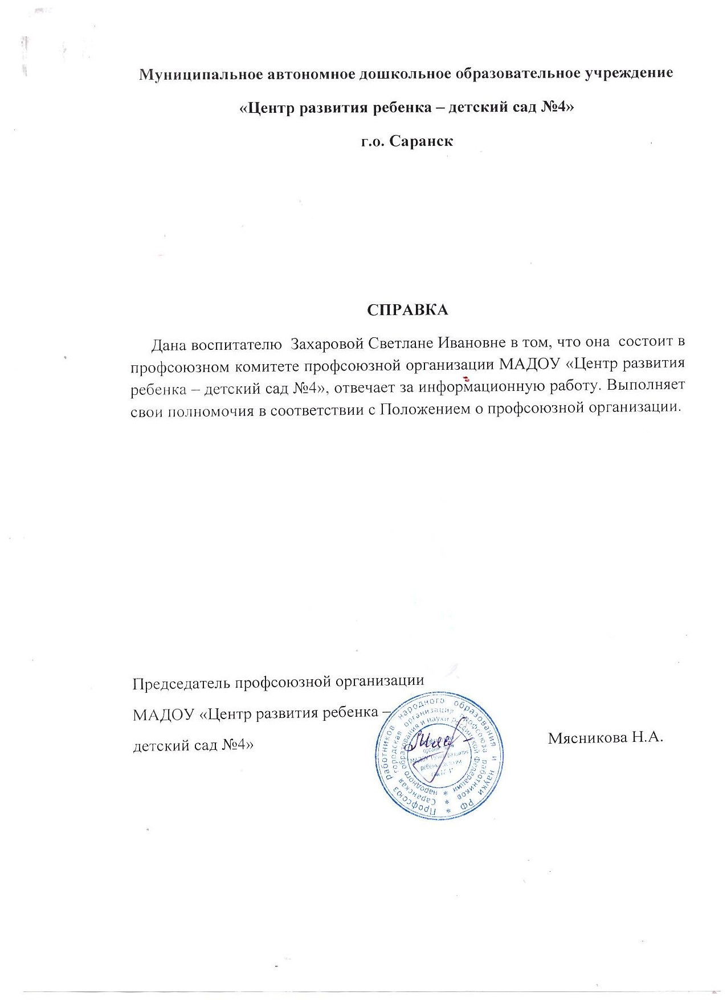 Муниципальное автономное дошкольное образовательное учреждение
«Центр развития ребенка – детский сад №4»
г.о. Саранск
СПРАВКА
Дана воспитателю Захаровой Светлане Ивановне в том, что она состоит в
профсоюзном комитете профсоюзной организации МАДОУ «Центр развития
ребенка – детский сад №4», отвечает за информационную работу. Выполняет
свои полномочия в соответствии с Положением о профсоюзной организации.
Председатель профсоюзной организации
МАДОУ «Центр развития ребенка –
детский сад №4»
Мясникова Н.А.
Профсоюз работников народного образования и науки РФ *
Саранская городская организация профсоюза работников *
народного образования и науки Российской Федерации *